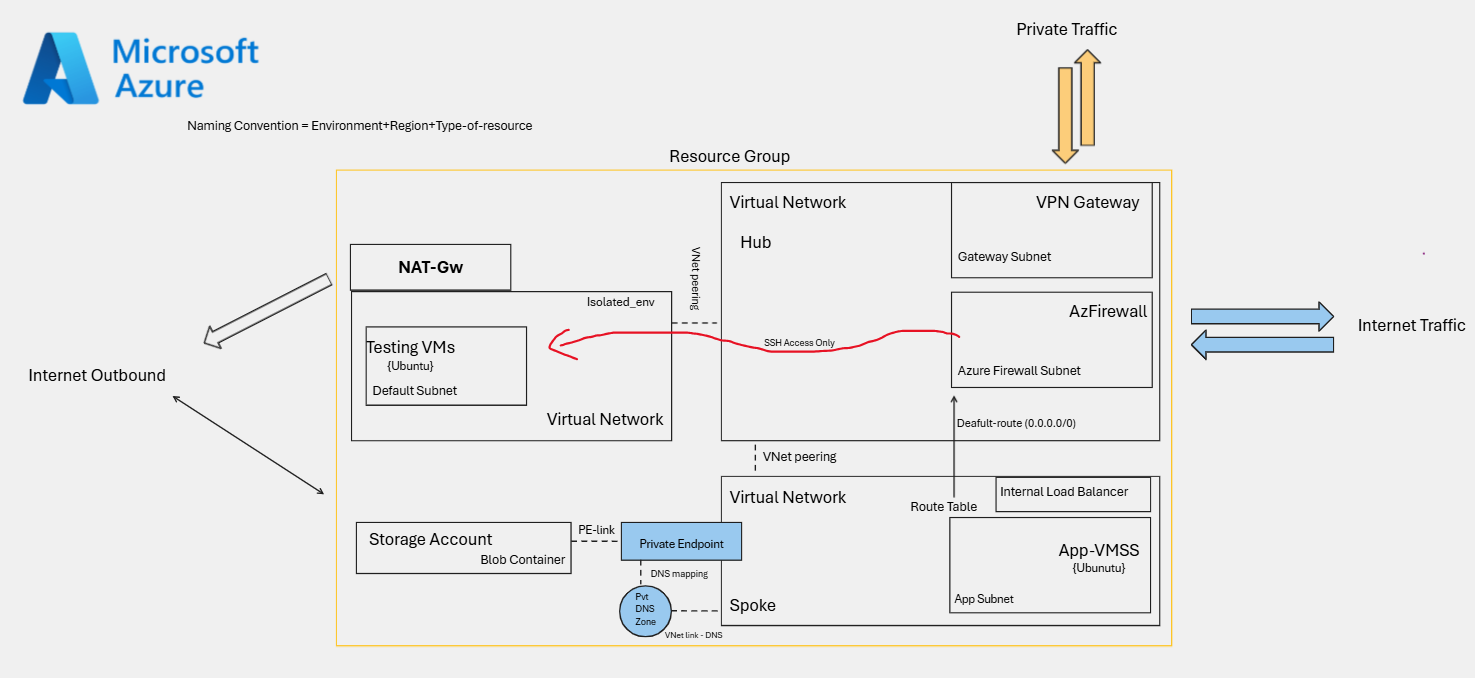 Private Traffic
Microsoft
Azure
Naming Convention = Environment+Region+Type-of-resource
Resource Group
Virtual Network
Hub
VPN Gateway
Gateway Subnet
NAT-Gw
VNet peering
Isolated_env
Testing VMs
{Ubuntu}
Default Subnet
Virtual Network
SSH Access Only
AzFirewall
Azure Firewall Subnet
Internet Traffic
Internet Outbound
Deafult-route (0.0.0.0/0)
VNet peering
Virtual Network
Route Table
Internal Load Balancer
App-VMSS
{Ubunutu}
App Subnet
Storage Account
Blob Container
PE-link
Private Endpoint
DNS mapping
Pvt
DNS
Zone
Spoke
VNet link - DNS